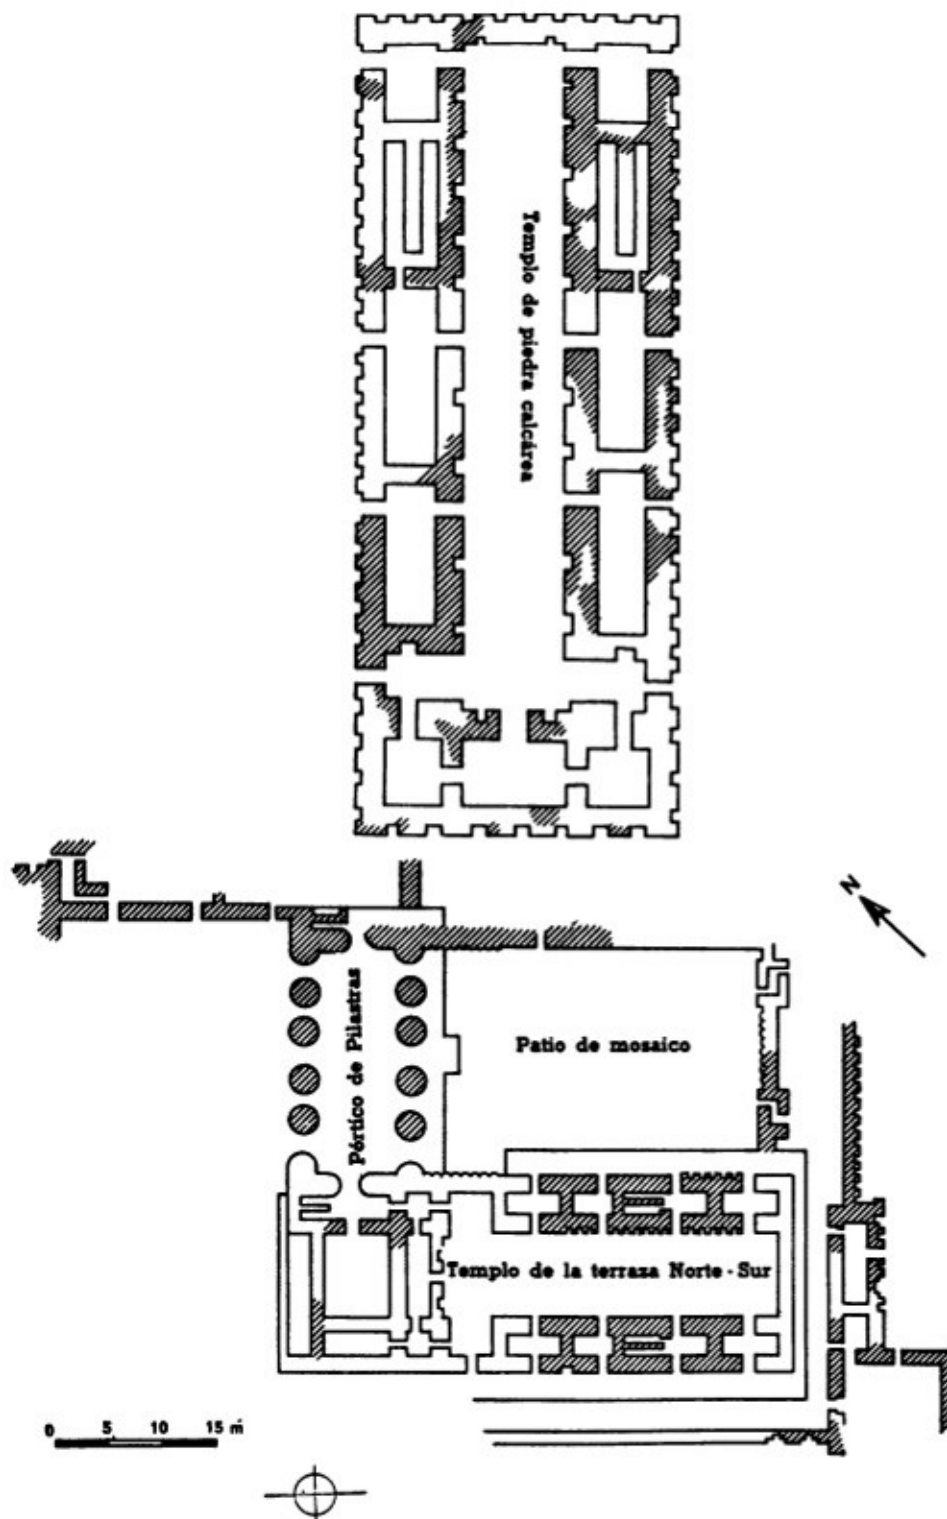 Templo de piedra calcárea
N
Pórtico de Pilastras
Patio de mosaico
Templo de la terraza Norte-Sur
0 5 10 15 m